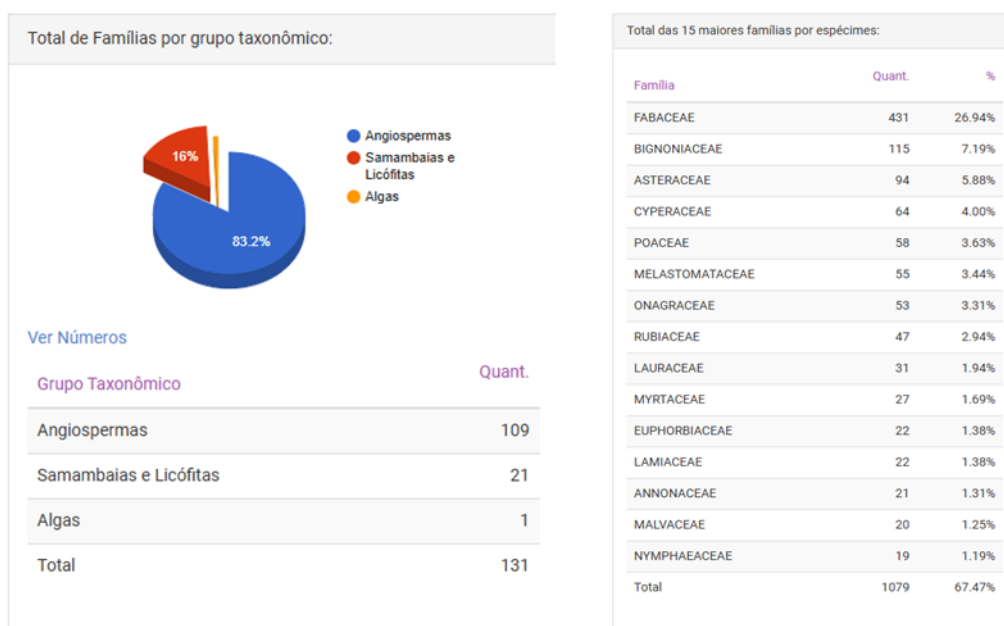 Total de Famílias por grupo taxonômico:
16%
83.2%
Angiospermas
Samambaias e
Licófitas
Algas
Ver Números
Grupo Taxonômico Quant.
Angiospermas 109
Samambaias e Licófitas 21
Algas 1
Total 131
Total das 15 maiores famílias por espécimes:
Família Quant. %
FABACEAE 431 26.94%
BIGNONIACEAE 115 7.19%
ASTERACEAE 94 5.88%
CYPERACEAE 64 4.00%
POACEAE 58 3.63%
MELASTOMATACEAE 55 3.44%
ONAGRACEAE 53 3.31%
RUBIACEAE 47 2.94%
LAURACEAE 31 1.94%
MYRTACEAE 27 1.69%
EUPHORBIACEAE 22 1.38%
LAMIACEAE 22 1.38%
ANNONACEAE 21 1.31%
MALVACEAE 20 1.25%
NYMPHAEACEAE 19 1.19%
Total 1079 67.47%